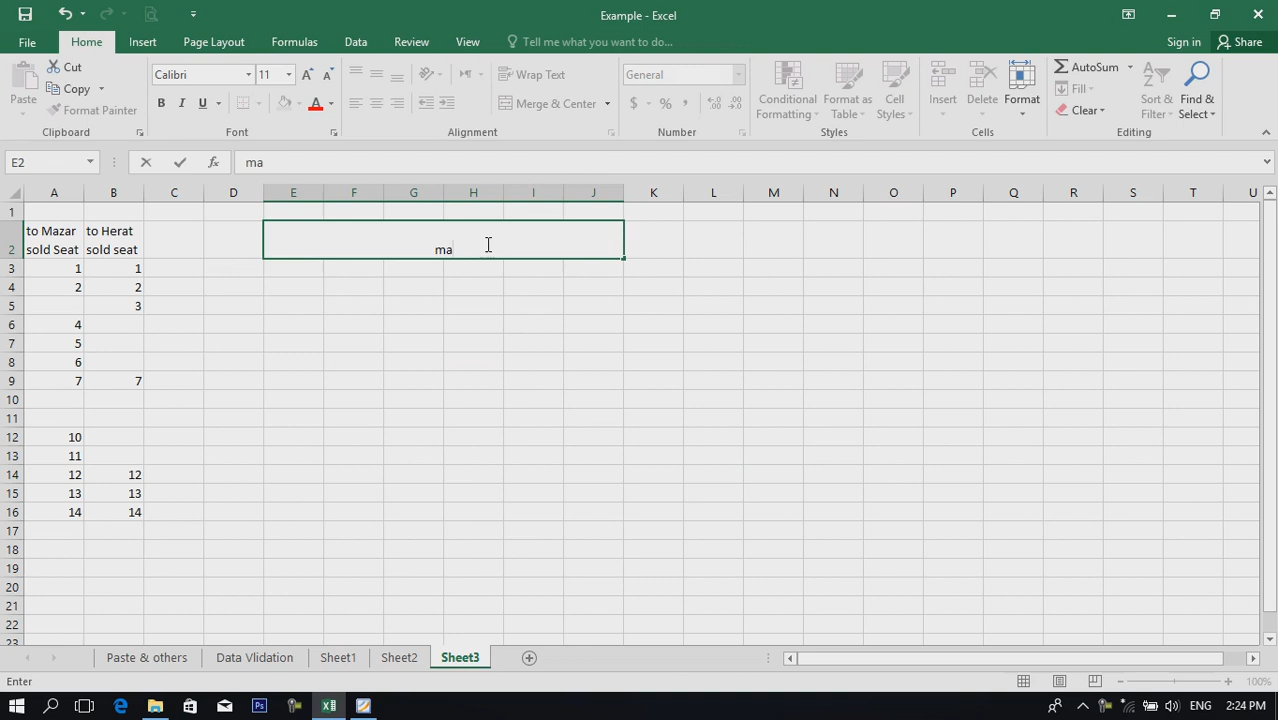 Example - Excel
File Home Insert Page Layout Formulas Data Review View Tell me what you want to do... Sign in Share
Paste
Cut
Copy
Format Painter
Clipboard
Calibri 11 A A
B I U A
Font
Wrap Text
Merge & Center
Alignment
General
$ % ,
Number
Conditional Formatting
Format as Table
Cell Styles
Styles
Insert Delete Format
Cells
AutoSum
Fill
Clear
Sort & Filter
Find & Select
Editing
E2 fx ma
A B C D E F G H I J K L M N O P Q R S T U
1
2 to Mazar to Herat
sold Seat sold seat ma
3 1 1
4 2 2
5 3
6 4
7 5
8 6
9 7 7
10
11
12 10
13 11
14 12 12
15 13 13
16 14 14
17
18
19
20
21
22
23
Paste & others Data Vlidation Sheet1 Sheet2 Sheet3
Enter 100%
ENG 2:24 PM